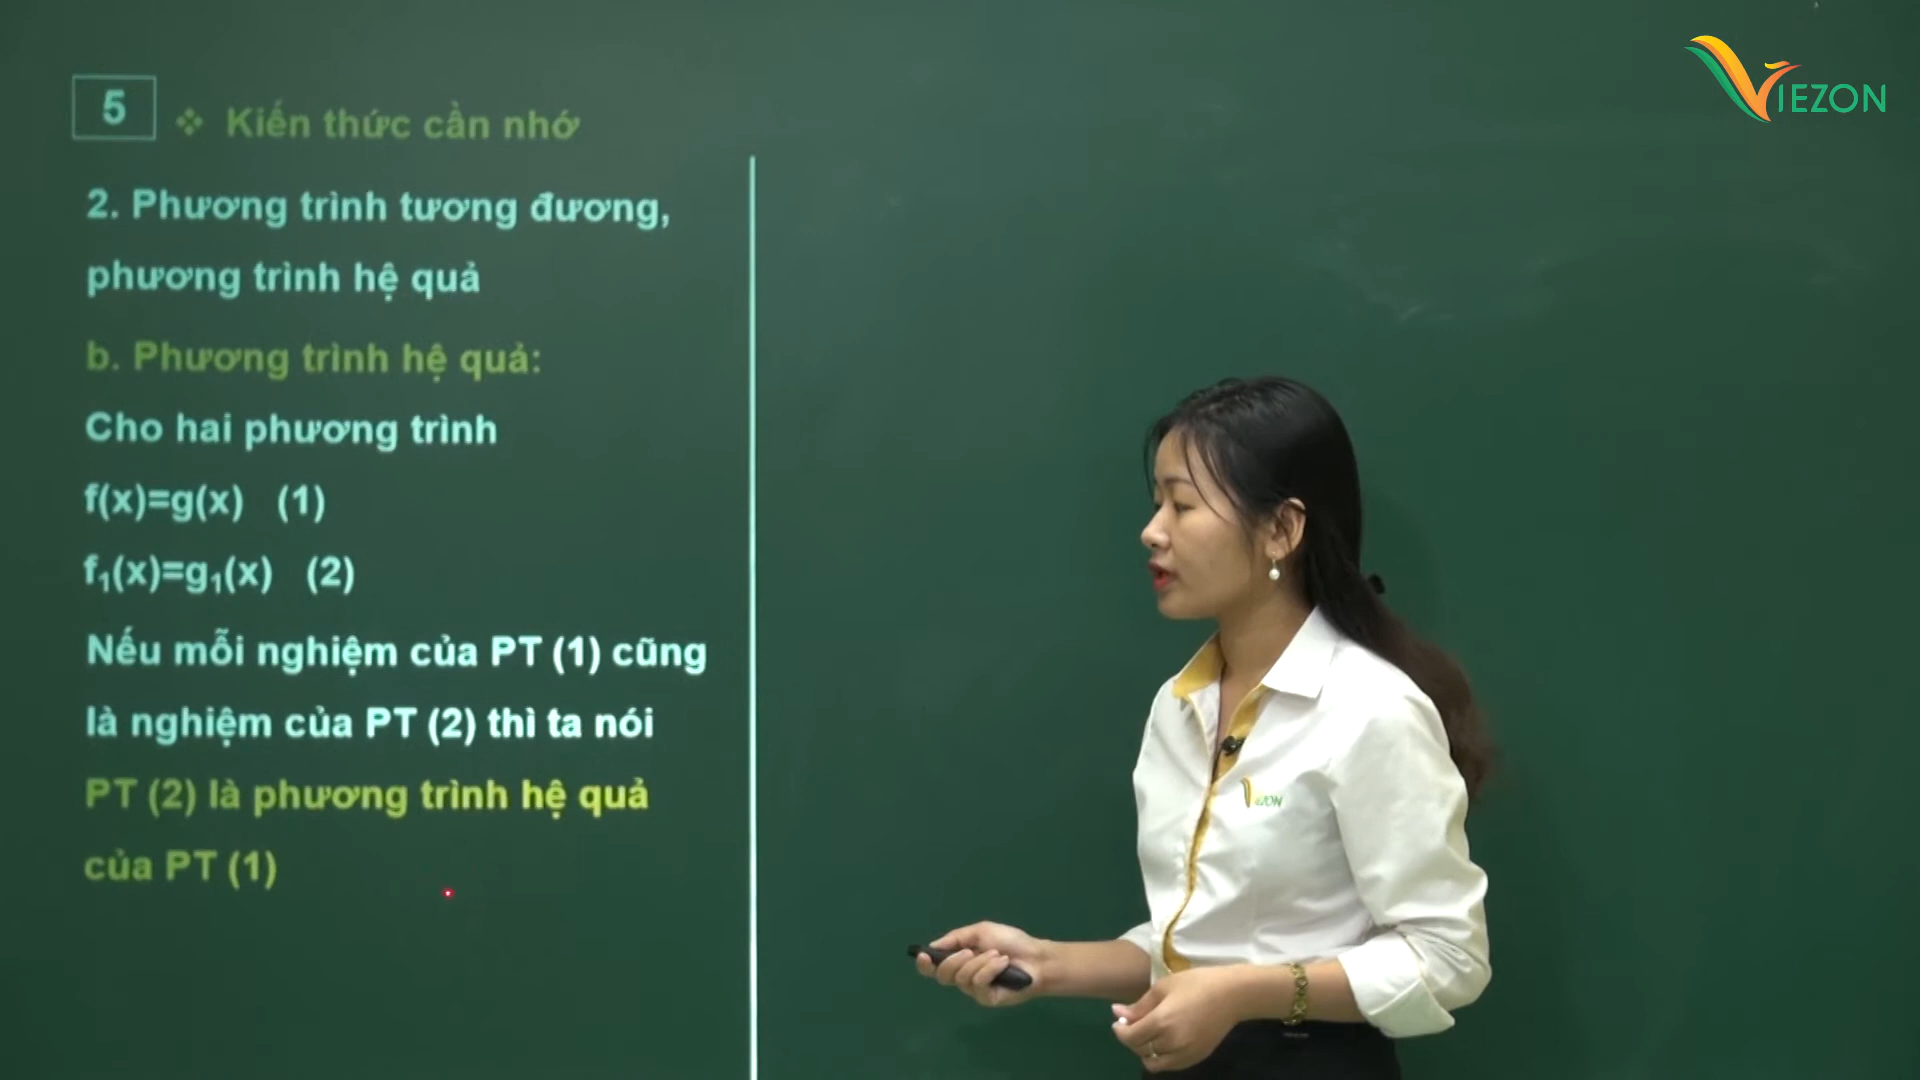 VIEZON
5
❖ Kiến thức cần nhớ
2. Phương trình tương đương,
phương trình hệ quả
b. Phương trình hệ quả:
Cho hai phương trình
f(x)=g(x) (1)
f₁(x)=g₁(x) (2)
Nếu mỗi nghiệm của PT (1) cũng
là nghiệm của PT (2) thì ta nói
PT (2) là phương trình hệ quả
của PT (1)
VIEZON